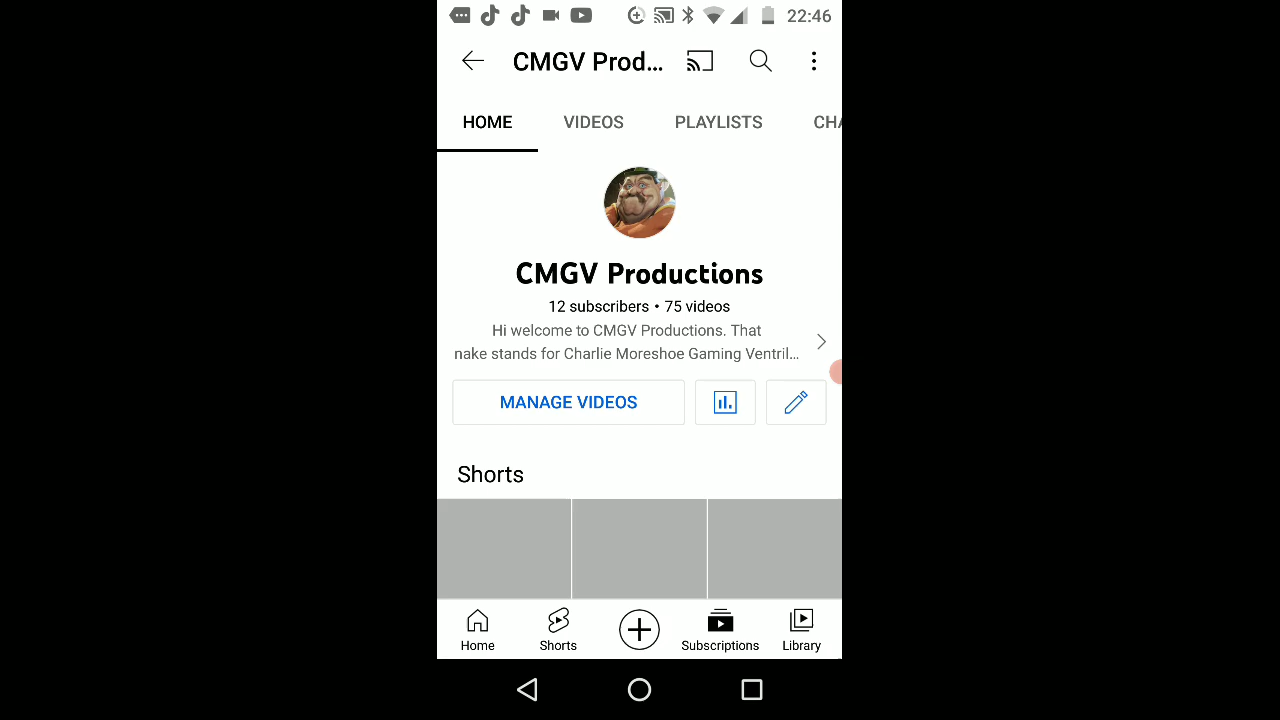 22:46
CMGV Prod...
HOME VIDEOS PLAYLISTS CHA
CMGV Productions
12 subscribers • 75 videos
Hi welcome to CMGV Productions. That
nake stands for Charlie Moreshoe Gaming Ventril...
MANAGE VIDEOS
Shorts
Home Shorts Subscriptions Library